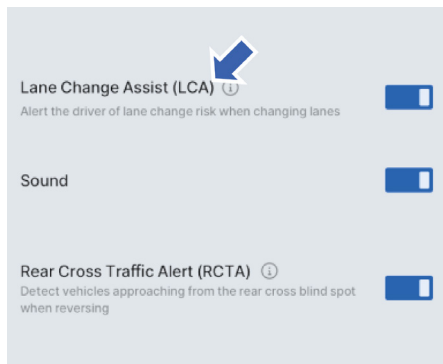 Lane Change Assist (LCA)
Alert the driver of lane change risk when changing lanes
Sound
Rear Cross Traffic Alert (RCTA)
Detect vehicles approaching from the rear cross blind spot
when reversing